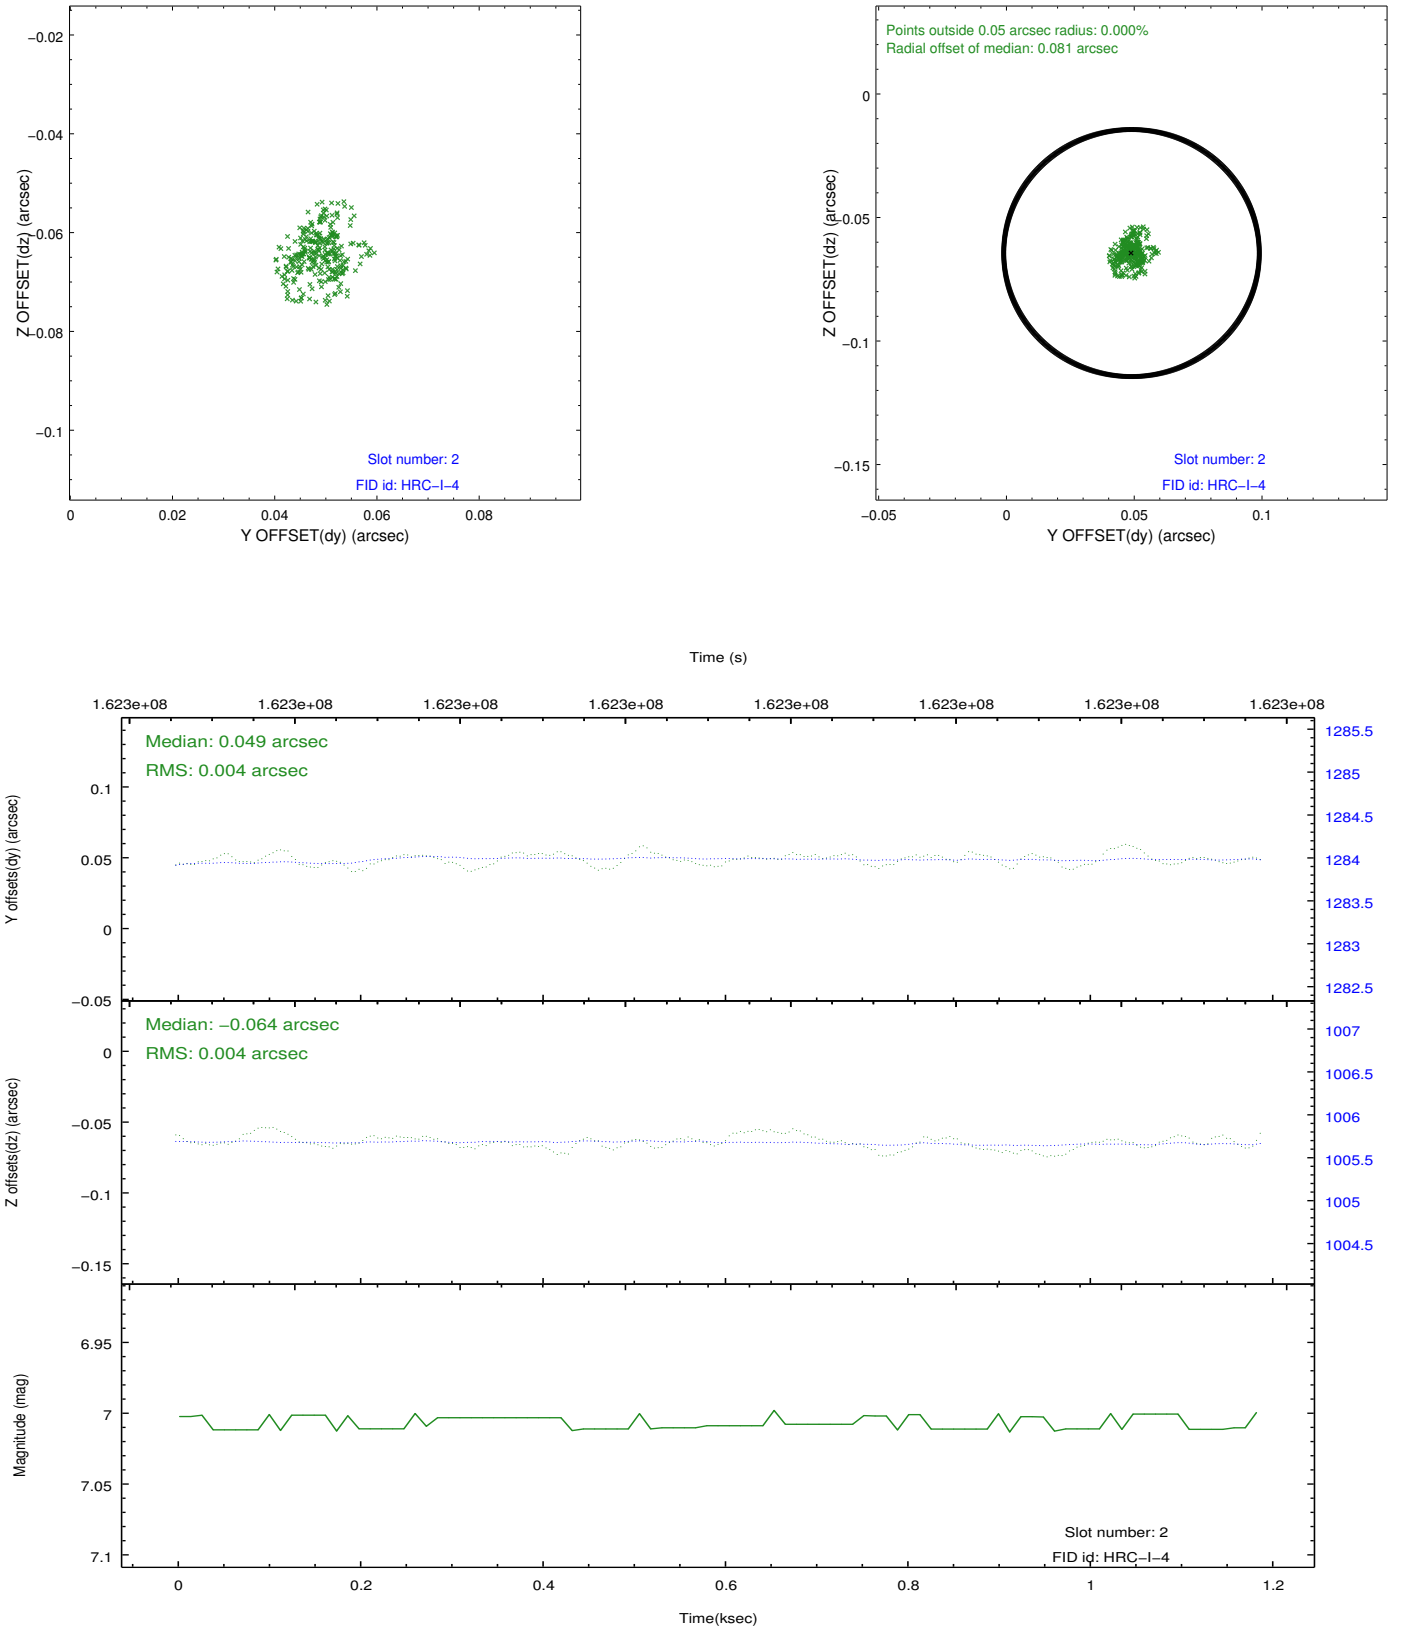 −0.02
−0.04
−0.06
−0.08
−0.1
Z OFFSET(dz) (arcsec)
Slot number: 2
FID id: HRC−I−4
0 0.02 0.04 0.06 0.08
Y OFFSET(dy) (arcsec)
Points outside 0.05 arcsec radius: 0.000%
Radial offset of median: 0.081 arcsec
0
−0.05
−0.1
−0.15
Z OFFSET(dz) (arcsec)
Slot number: 2
FID id: HRC−I−4
−0.05 0 0.05 0.1
Y OFFSET(dy) (arcsec)
Time (s)
1.623e+08 1.623e+08 1.623e+08 1.623e+08 1.623e+08 1.623e+08 1.623e+08 1.623e+08
Median: 0.049 arcsec
RMS: 0.004 arcsec
0.1
0.05
0
−0.05
Y offsets(dy) (arcsec)
1285.5
1285
1284.5
1284
1283.5
1283
1282.5
Median: −0.064 arcsec
RMS: 0.004 arcsec
0
−0.05
−0.1
−0.15
Z offsets(dz) (arcsec)
1007
1006.5
1006
1005.5
1005
1004.5
6.95
7
7.05
7.1
Magnitude (mag)
Slot number: 2
FID id: HRC−I−4
0 0.2 0.4 0.6 0.8 1 1.2
Time(ksec)